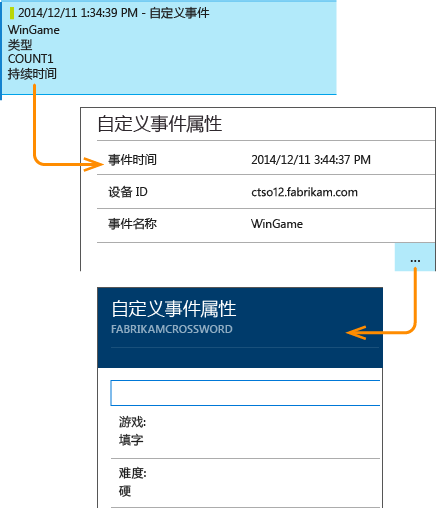 2014/12/11 1:34:39 PM - 自定义事件
WinGame
类型
COUNT1
持续时间
自定义事件属性
事件时间 2014/12/11 3:44:37 PM
设备 ID ctso12.fabrikam.com
事件名称 WinGame
...
自定义事件属性
FABRIKAMCROSSWORD
游戏:
填字
难度:
硬